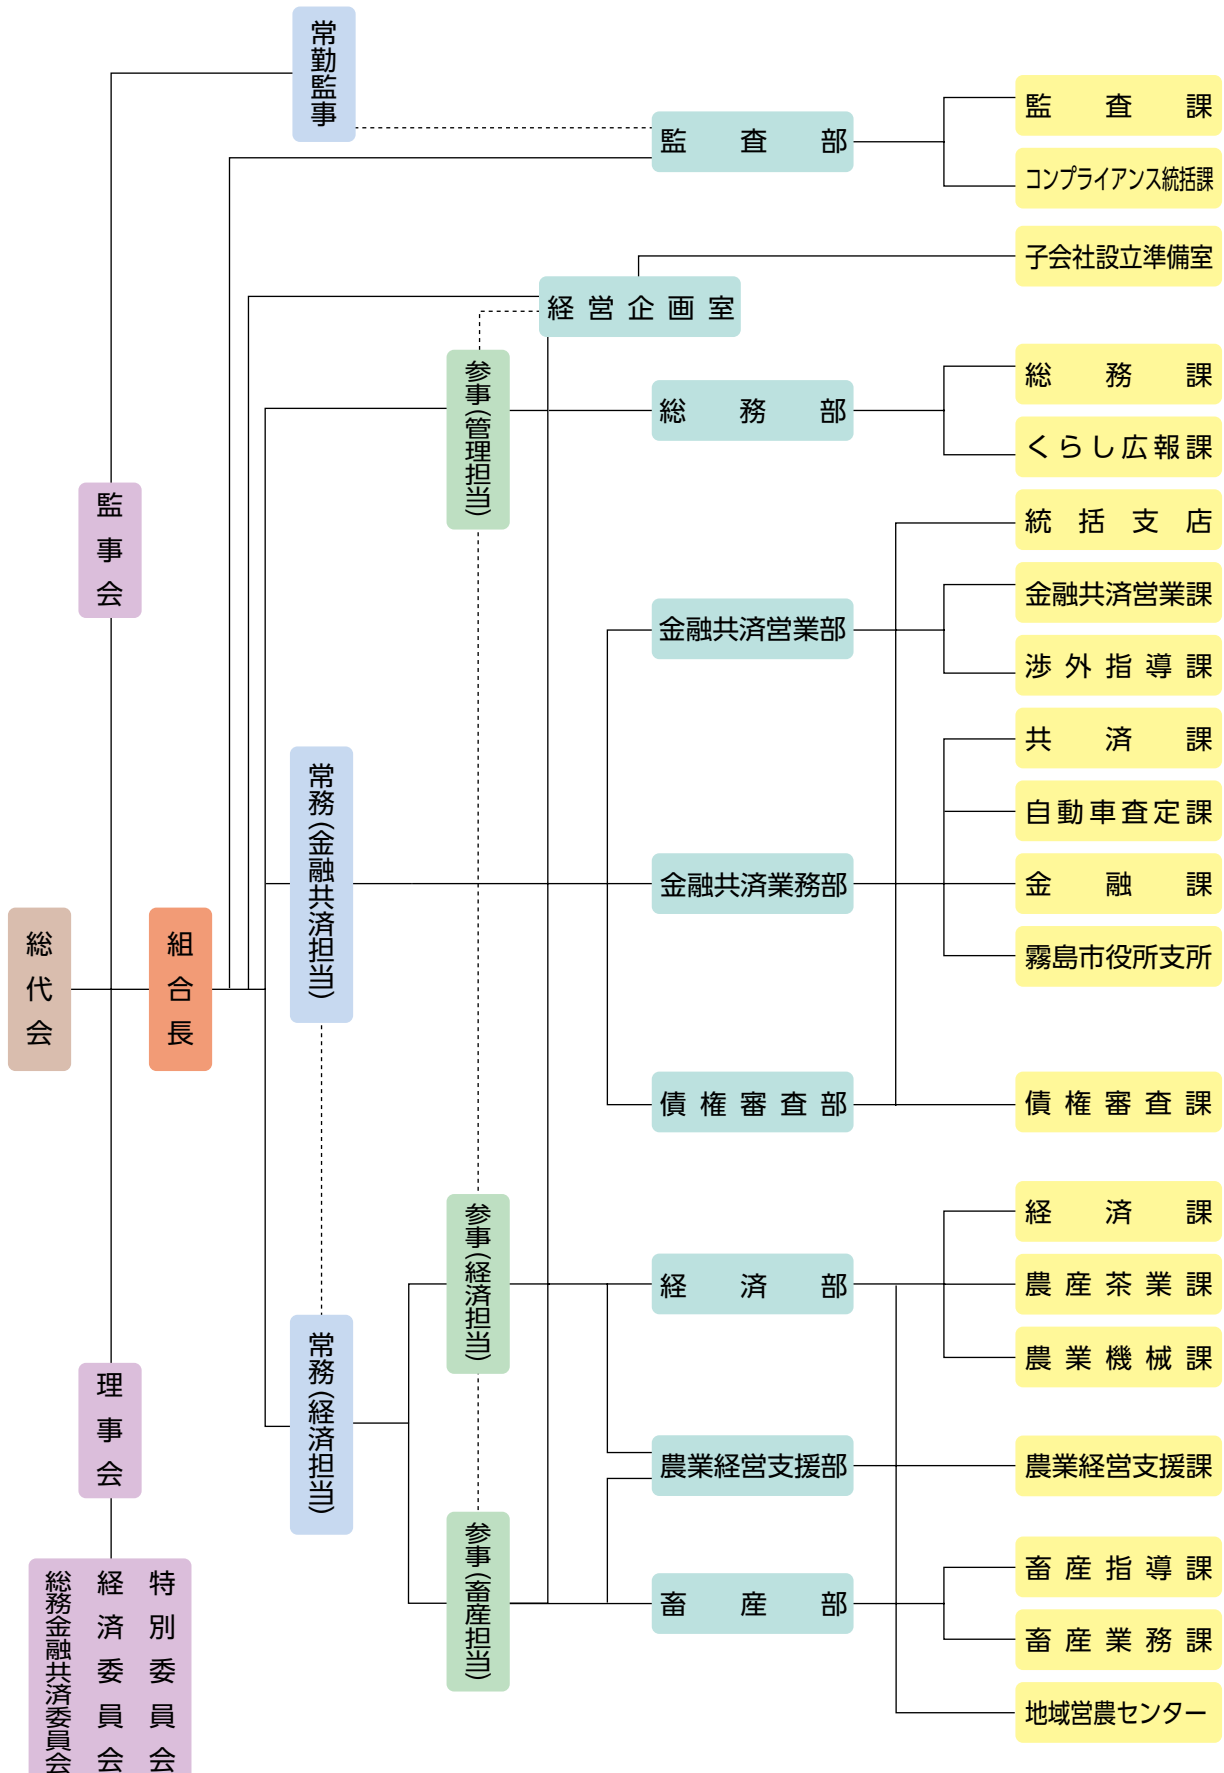 総代会
組合長
監事会
理事会
総務金融共済委員会
経済委員会
特別委員会
常勤監事
常務(金融共済担当)
常務(経済担当)
参事(管理担当)
参事(経済担当)
参事(畜産担当)
監査部
経営企画室
総務部
金融共済営業部
金融共済業務部
債権審査部
経済部
農業経営支援部
畜産部
監査課
コンプライアンス統括課
子会社設立準備室
総務課
くらし広報課
統括支店
金融共済営業課
渉外指導課
共済課
自動車査定課
金融課
霧島市役所支所
債権審査課
経済課
農産茶業課
農業機械課
農業経営支援課
畜産指導課
畜産業務課
地域営農センター